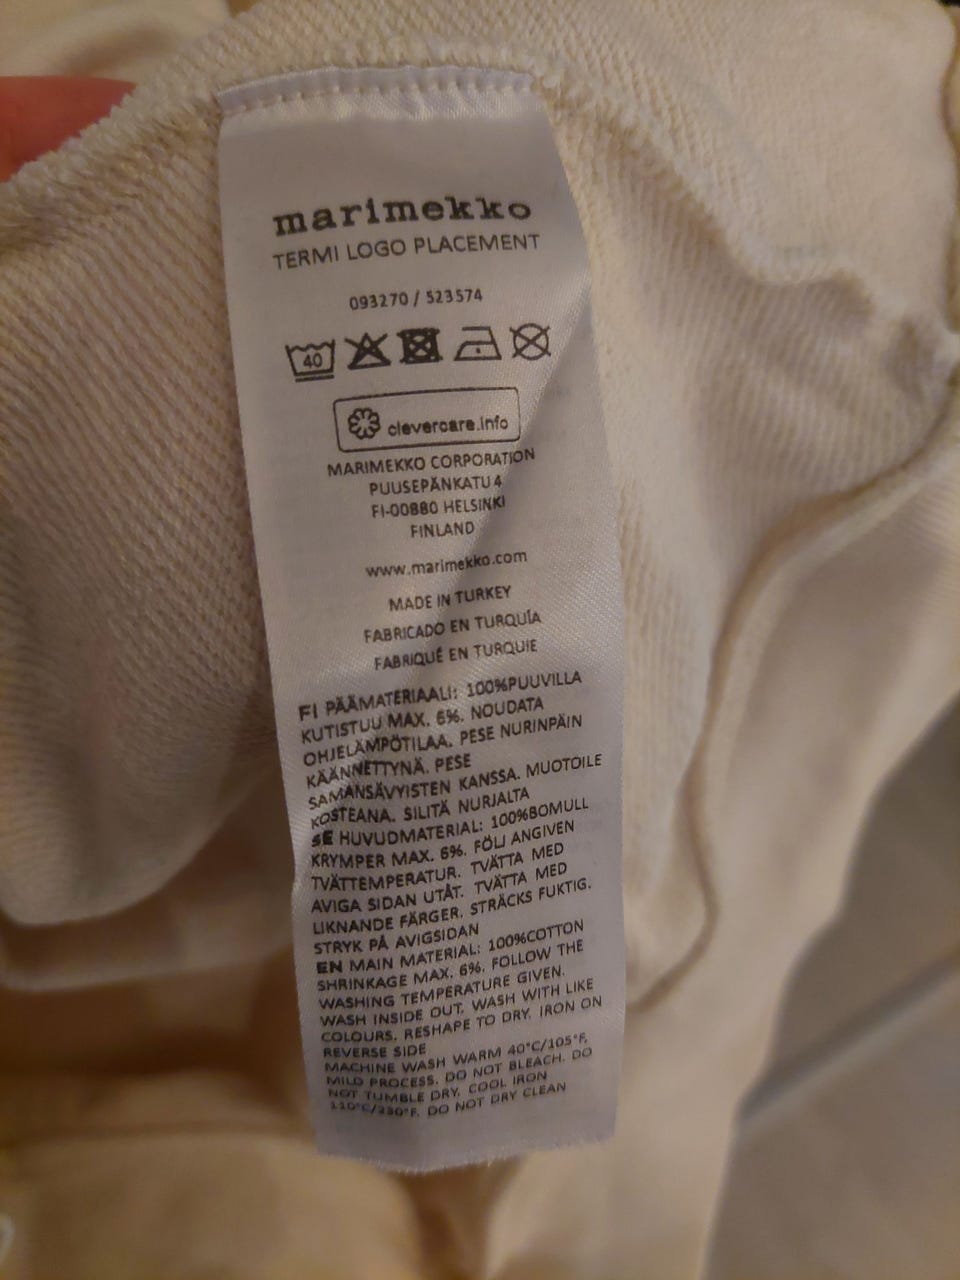 marimekko
TERMI LOGO PLACEMENT
093270 / 523574
40
clevercare.info
MARIMEKKO CORPORATION
PUUSEPÄNKATU 4
FI-00880 HELSINKI
FINLAND
www.marimekko.com
MADE IN TURKEY
FABRICADO EN TURQUÍA
FABRIQUÉ EN TURQUIE
FI PÄÄMATERIAALI: 100%PUUVILLA
KUTISTUU MAX. 6%. NOUDATA
OHJELÄMPÖTILAA. PESE NURINPÄIN
KÄÄNNETTYNÄ. PESE
SAMANSÄVYISTEN KANSSA. MUOTOILE
KOSTEANA. SILITÄ NURJALTA
SE HUVUDMATERIAL: 100%BOMULL
KRYMPER MAX. 6%. FÖLJ ANGIVEN
TVÄTTEMPERATUR. TVÄTTA MED
AVIGA SIDAN UTÅT. TVÄTTA MED
LIKNANDE FÄRGER. STRÄCKS FUKTIG.
STRYK PÅ AVIGSIDAN
EN MAIN MATERIAL: 100%COTTON
SHRINKAGE MAX. 6%. FOLLOW THE
WASHING TEMPERATURE GIVEN.
WASH INSIDE OUT. WASH WITH LIKE
COLOURS. RESHAPE TO DRY. IRON ON
REVERSE SIDE
MACHINE WASH WARM 40°C/105°F,
MILD PROCESS. DO NOT BLEACH. DO
NOT TUMBLE DRY. COOL IRON
110°C/230°F. DO NOT DRY CLEAN